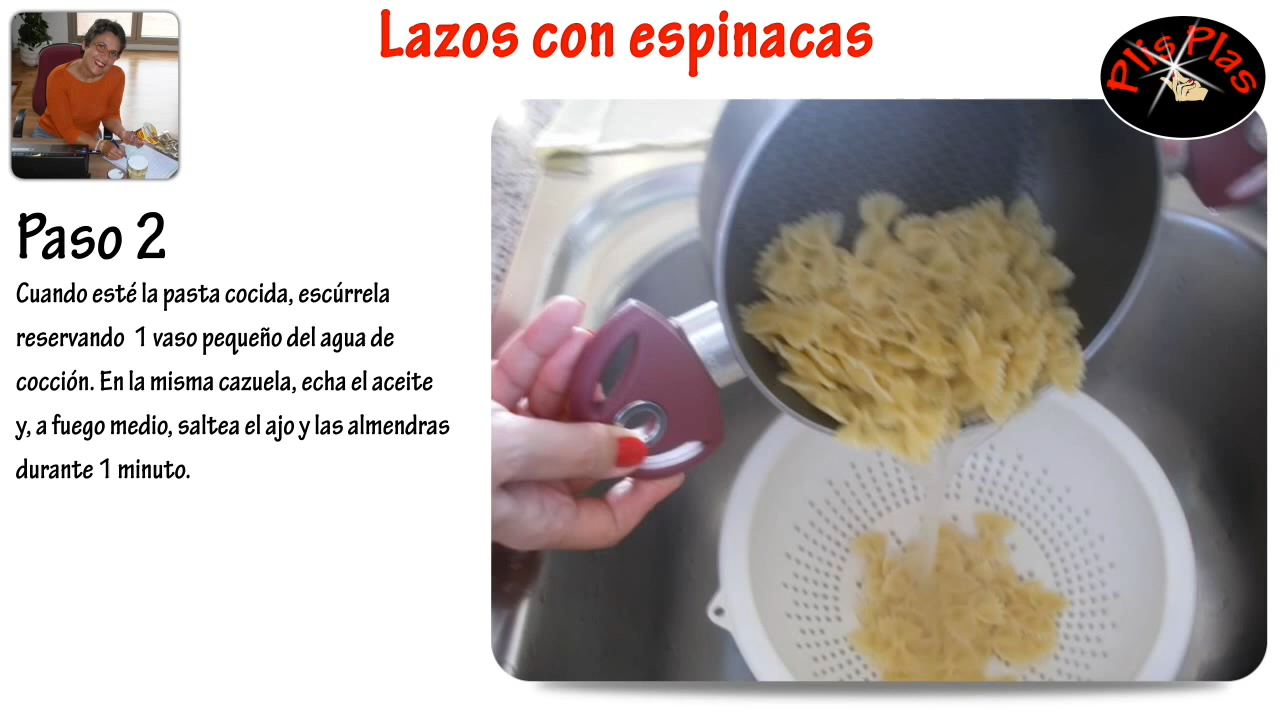 Lazos con espinacas
Plis Plas
Paso 2
Cuando esté la pasta cocida, escúrrela
reservando 1 vaso pequeño del agua de
cocción. En la misma cazuela, echa el aceite
y, a fuego medio, saltea el ajo y las almendras
durante 1 minuto.